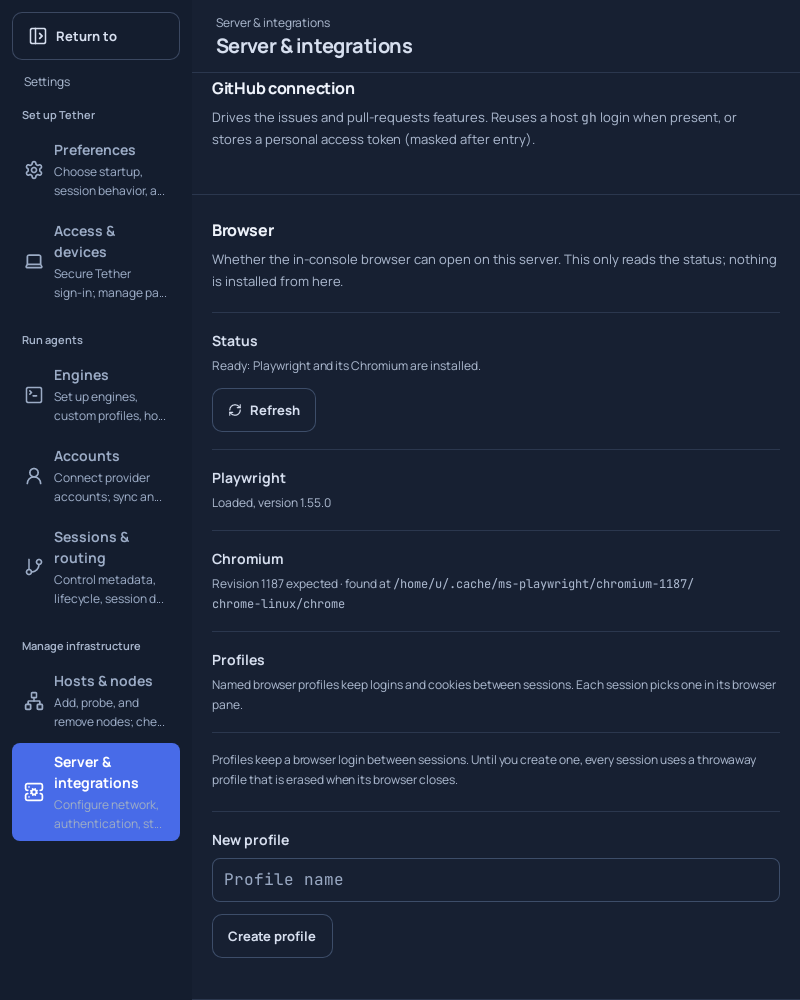 Return to
Settings
Set up Tether
Preferences
Choose startup,
session behavior, a...
Access &
devices
Secure Tether
sign-in; manage pa...
Run agents
Engines
Set up engines,
custom profiles, ho...
Accounts
Connect provider
accounts; sync an...
Sessions &
routing
Control metadata,
lifecycle, session d...
Manage infrastructure
Hosts & nodes
Add, probe, and
remove nodes; che...
Server &
integrations
Configure network,
authentication, st...
Server & integrations
Server & integrations
GitHub connection
Drives the issues and pull-requests features. Reuses a host gh login when present, or
stores a personal access token (masked after entry).
Browser
Whether the in-console browser can open on this server. This only reads the status; nothing
is installed from here.
Status
Ready: Playwright and its Chromium are installed.
Refresh
Playwright
Loaded, version 1.55.0
Chromium
Revision 1187 expected · found at /home/u/.cache/ms-playwright/chromium-1187/
chrome-linux/chrome
Profiles
Named browser profiles keep logins and cookies between sessions. Each session picks one in its browser
pane.
Profiles keep a browser login between sessions. Until you create one, every session uses a throwaway
profile that is erased when its browser closes.
New profile
Profile name
Create profile